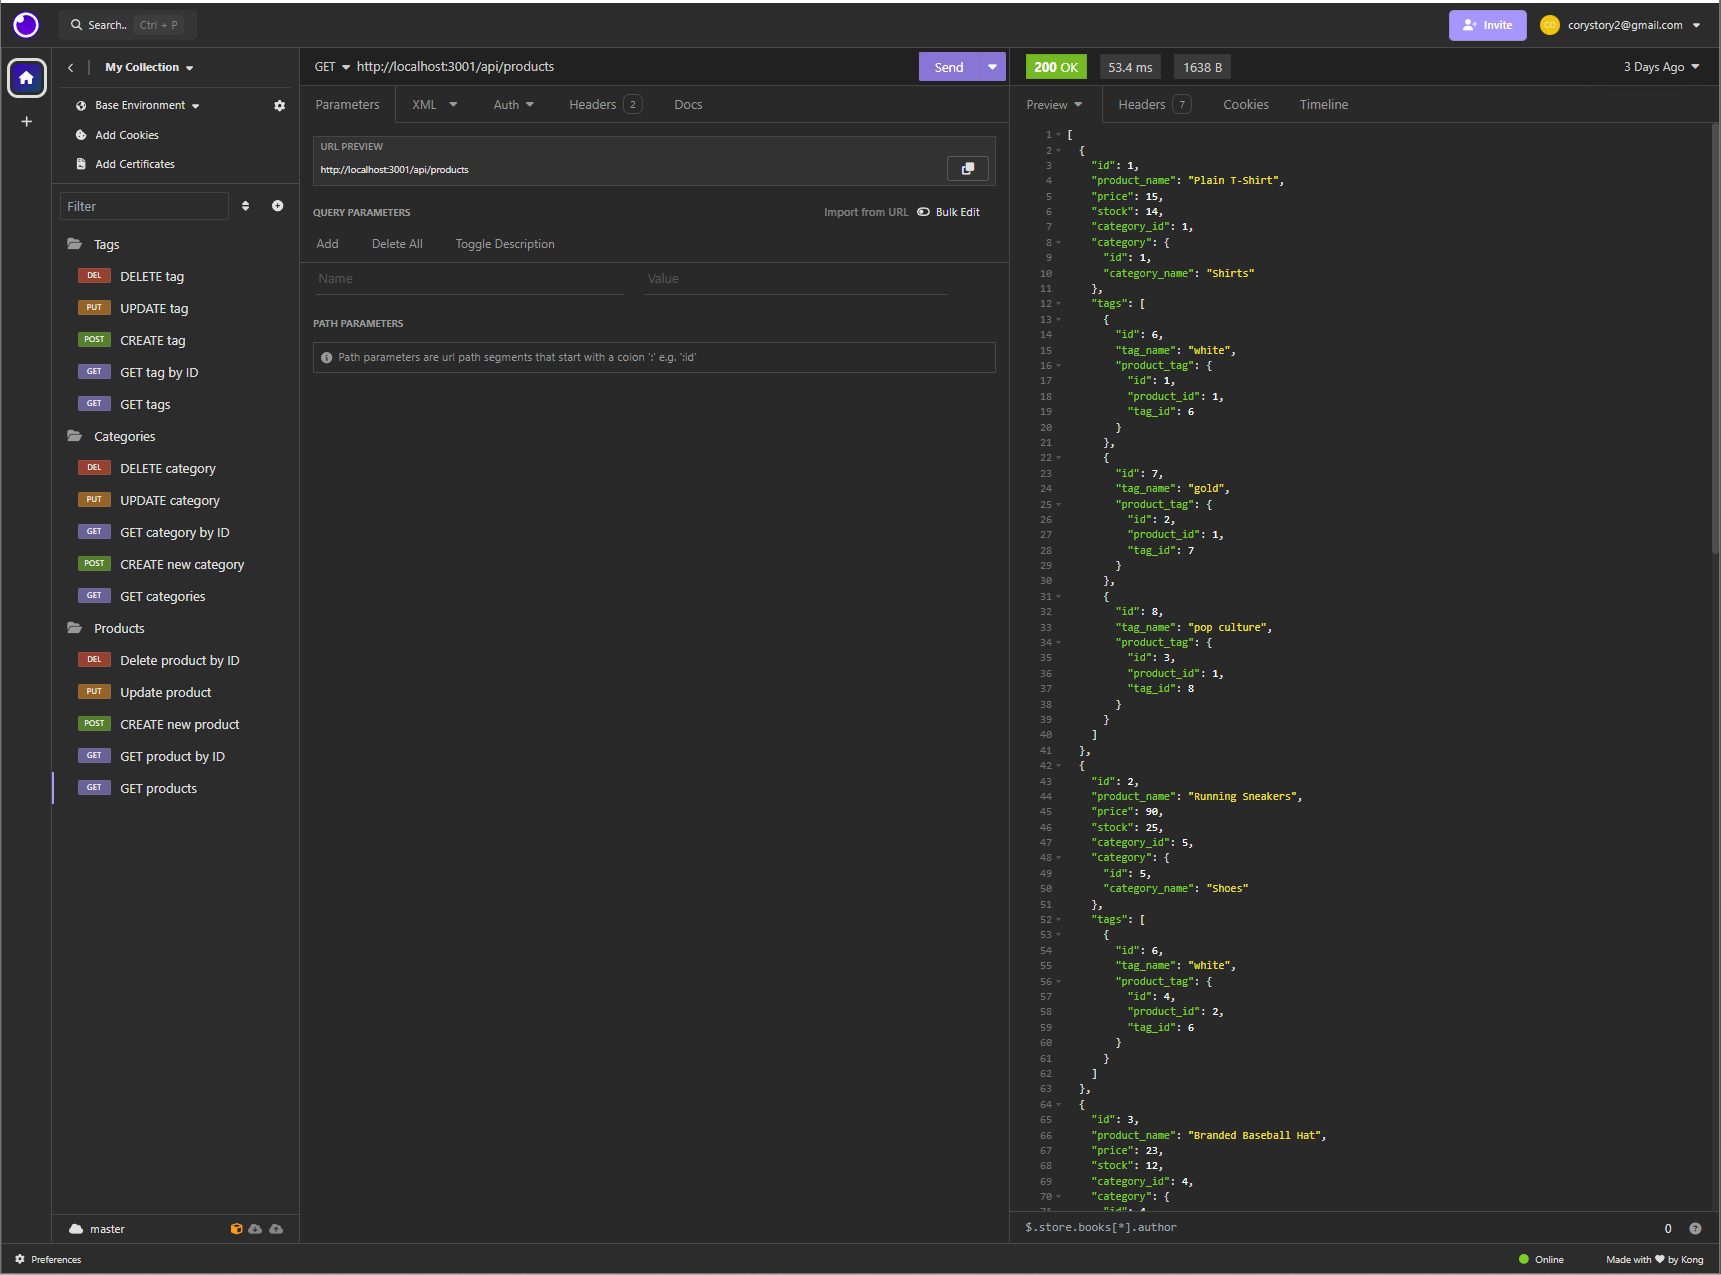 Search.. Ctrl + P
Invite
CO
corystory2@gmail.com
My Collection
Base Environment
Add Cookies
Add Certificates
Filter
Tags
DEL DELETE tag
PUT UPDATE tag
POST CREATE tag
GET GET tag by ID
GET GET tags
Categories
DEL DELETE category
PUT UPDATE category
GET GET category by ID
POST CREATE new category
GET GET categories
Products
DEL Delete product by ID
PUT Update product
POST CREATE new product
GET GET product by ID
GET GET products
master
Preferences
GET http://localhost:3001/api/products
Send
Parameters XML Auth Headers 2 Docs
URL PREVIEW
http://localhost:3001/api/products
QUERY PARAMETERS
Import from URL Bulk Edit
Add Delete All Toggle Description
Name Value
PATH PARAMETERS
Path parameters are url path segments that start with a colon ':' e.g. ':id'
200 OK 53.4 ms 1638 B
3 Days Ago
Preview Headers 7 Cookies Timeline
1 [
2 {
3 "id": 1,
4 "product_name": "Plain T-Shirt",
5 "price": 15,
6 "stock": 14,
7 "category_id": 1,
8 "category": {
9 "id": 1,
10 "category_name": "Shirts"
11 },
12 "tags": [
13 {
14 "id": 6,
15 "tag_name": "white",
16 "product_tag": {
17 "id": 1,
18 "product_id": 1,
19 "tag_id": 6
20 }
21 },
22 {
23 "id": 7,
24 "tag_name": "gold",
25 "product_tag": {
26 "id": 2,
27 "product_id": 1,
28 "tag_id": 7
29 }
30 },
31 {
32 "id": 8,
33 "tag_name": "pop culture",
34 "product_tag": {
35 "id": 3,
36 "product_id": 1,
37 "tag_id": 8
38 }
39 }
40 ]
41 },
42 {
43 "id": 2,
44 "product_name": "Running Sneakers",
45 "price": 90,
46 "stock": 25,
47 "category_id": 5,
48 "category": {
49 "id": 5,
50 "category_name": "Shoes"
51 },
52 "tags": [
53 {
54 "id": 6,
55 "tag_name": "white",
56 "product_tag": {
57 "id": 4,
58 "product_id": 2,
59 "tag_id": 6
60 }
61 }
62 ]
63 },
64 {
65 "id": 3,
66 "product_name": "Branded Baseball Hat",
67 "price": 23,
68 "stock": 12,
69 "category_id": 4,
70 "category": {
71 "id": 4
$.store.books[*].author
0
Online
Made with by Kong